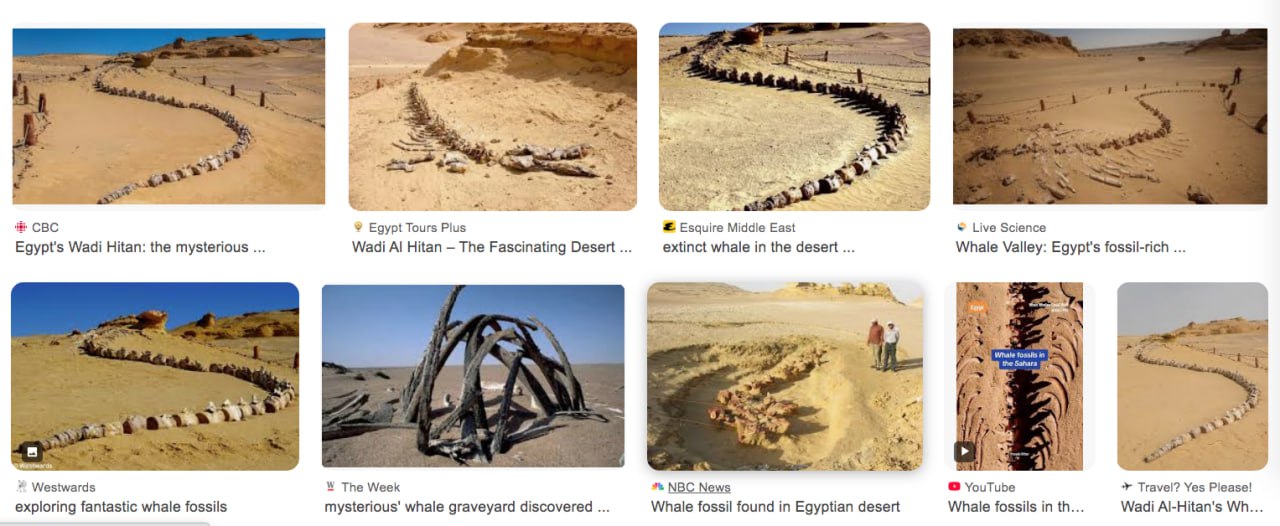 CBC
Egypt's Wadi Hitan: the mysterious ...
Egypt Tours Plus
Wadi Al Hitan – The Fascinating Desert ...
Esquire Middle East
extinct whale in the desert ...
Live Science
Whale Valley: Egypt's fossil-rich ...
Westwards
Westwards
exploring fantastic whale fossils
The Week
mysterious' whale graveyard discovered ...
NBC News
Whale fossil found in Egyptian desert
Whale fossils in
the Sahara
YouTube
Whale fossils in th...
Travel? Yes Please!
Wadi Al-Hitan's Wh...